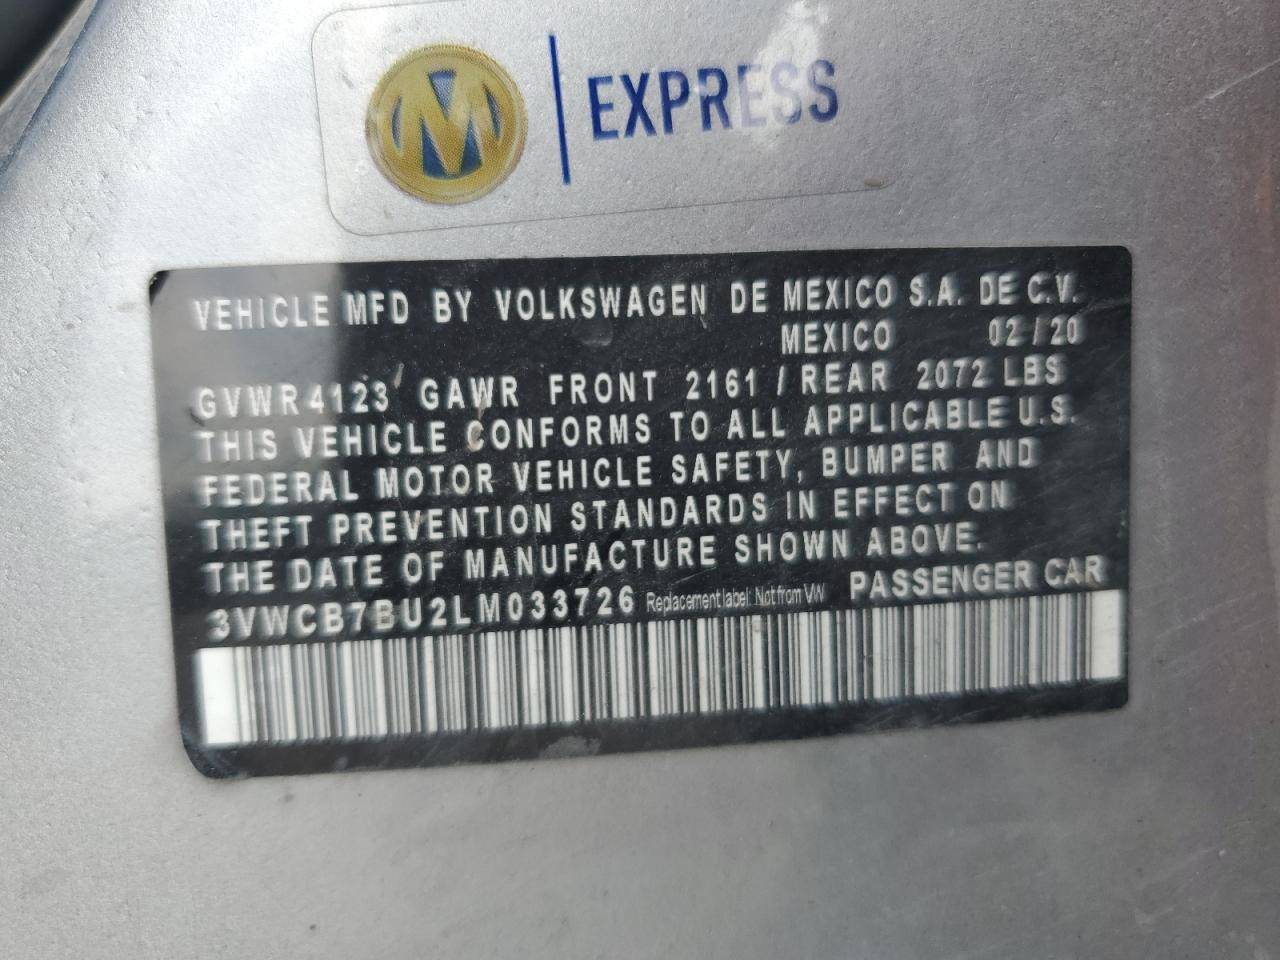 M | EXPRESS
VEHICLE MFD BY VOLKSWAGEN DE MEXICO S.A. DE C.V.
MEXICO 02/20
GVWR 4123 GAWR FRONT 2161 / REAR 2072 LBS
THIS VEHICLE CONFORMS TO ALL APPLICABLE U.S.
FEDERAL MOTOR VEHICLE SAFETY, BUMPER AND
THEFT PREVENTION STANDARDS IN EFFECT ON
THE DATE OF MANUFACTURE SHOWN ABOVE.
3VWCB7BU2LM033726 Replacement label: Not from VW PASSENGER CAR